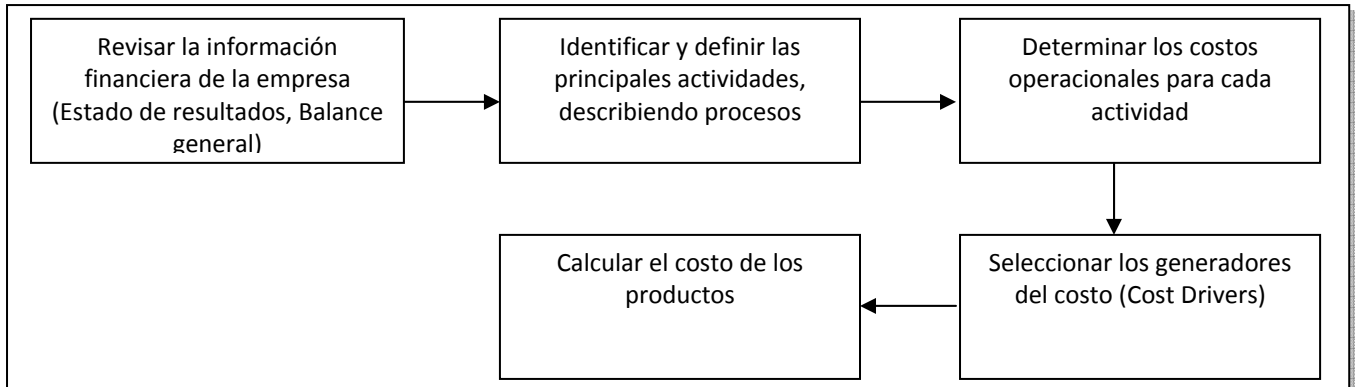 Revisar la información
financiera de la empresa
(Estado de resultados, Balance
general)
Identificar y definir las
principales actividades,
describiendo procesos
Determinar los costos
operacionales para cada
actividad
Seleccionar los generadores
del costo (Cost Drivers)
Calcular el costo de los
productos